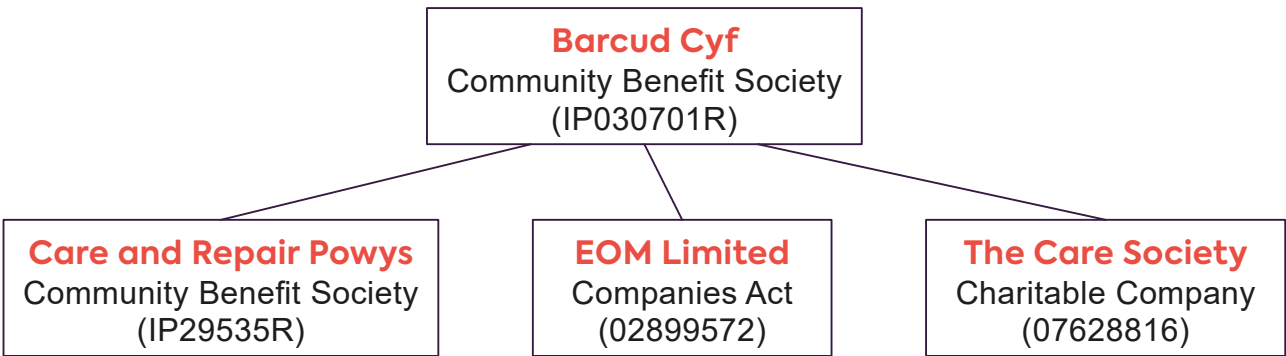 Barcud Cyf
Community Benefit Society
(IP030701R)
Care and Repair Powys
Community Benefit Society
(IP29535R)
EOM Limited
Companies Act
(02899572)
The Care Society
Charitable Company
(07628816)